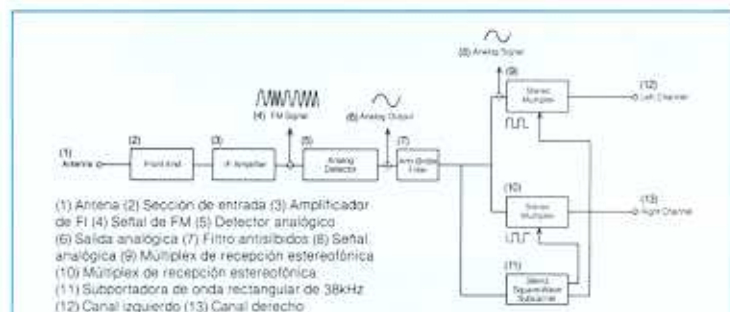 (8) Analog Signal
(9)
Stereo
Multiplex
(12)
Left Channel
(4) FM Signal
(6) Analog Output
(1)
Antenna
(2)
Front End
(3)
IF Amplifier
(5)
Analog
Detector
(7)
Anti-Birdie
Filter
(10)
Stereo
Multiplex
(13)
Right Channel
(11)
38kHz
Square-Wave
Subcarrier
(1) Antena (2) Sección de entrada (3) Amplificador
de FI (4) Señal de FM (5) Detector analógico
(6) Salida analógica (7) Filtro antisilbidos (8) Señal
analógica (9) Múltiplex de recepción estereofónica
(10) Múltiplex de recepción estereofónica
(11) Subportadora de onda rectangular de 38kHz
(12) Canal izquierdo (13) Canal derecho